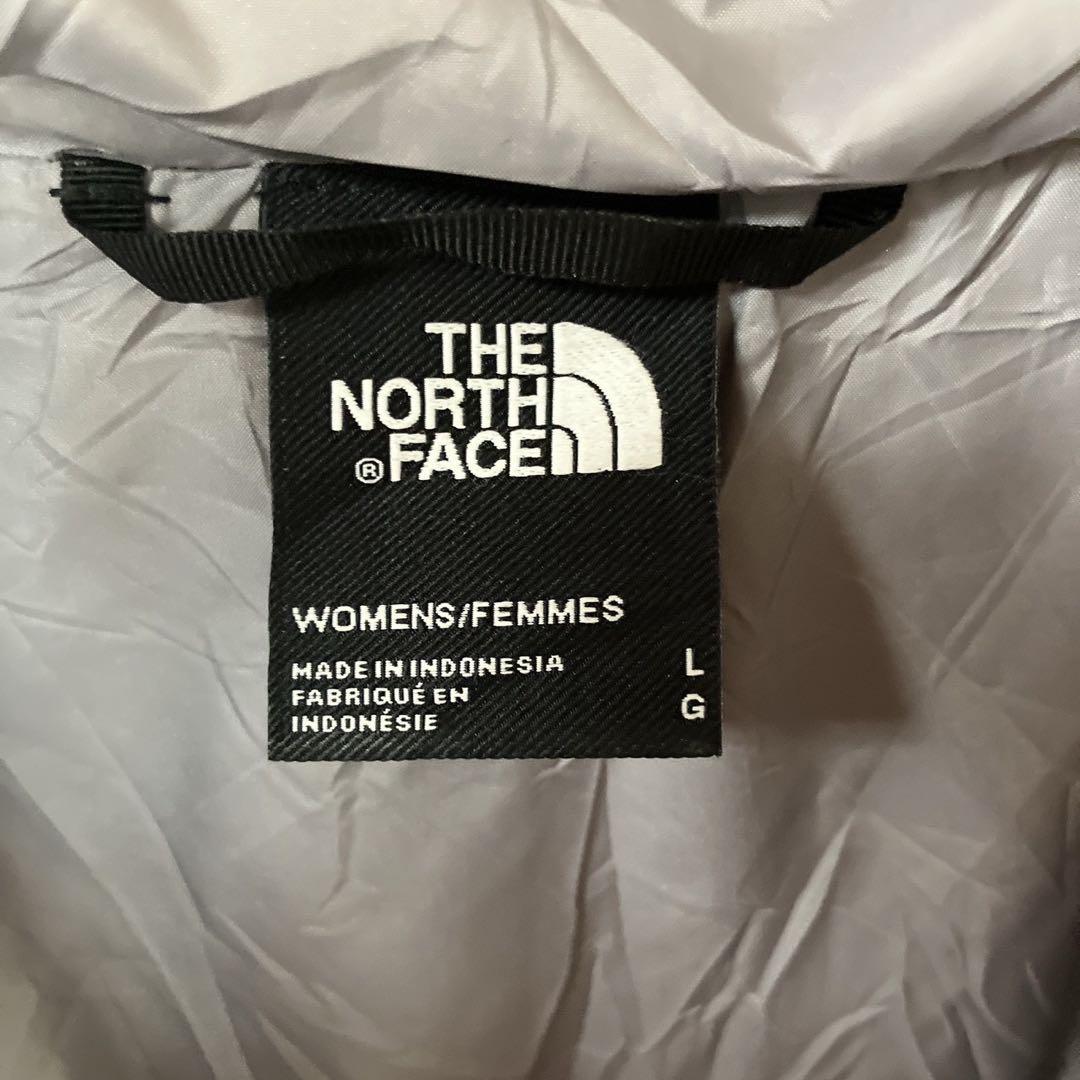 THE
NORTH
® FACE
WOMENS/FEMMES
MADE IN INDONESIA
FABRIQUÉ EN
INDONÉSIE
L
G